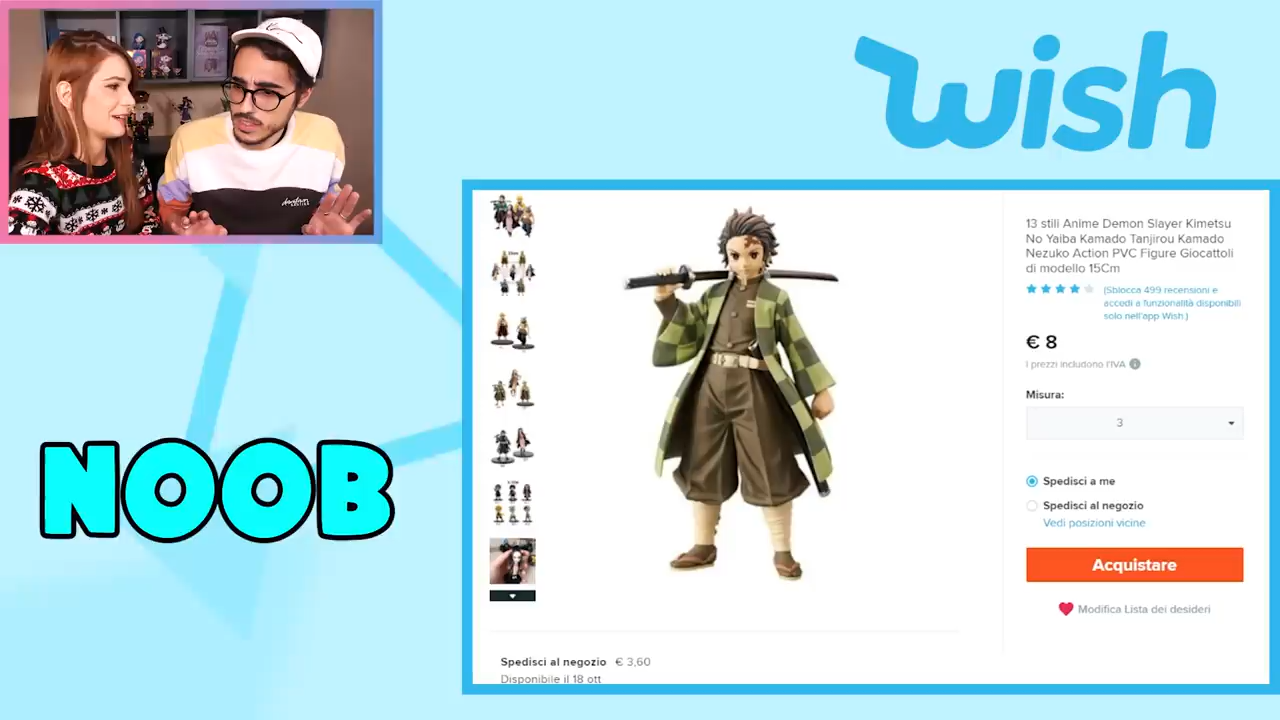 wish
NOOB
13 stili Anime Demon Slayer Kimetsu
No Yaiba Kamado Tanjirou Kamado
Nezuko Action PVC Figure Giocattoli
di modello 15Cm
(Sblocca 499 recensioni e
accedi a funzionalità disponibili
solo nell'app Wish.)
€ 8
I prezzi includono l'IVA
Misura:
3
Spedisci a me
Spedisci al negozio
Vedi posizioni vicine
Acquistare
Modifica Lista dei desideri
Spedisci al negozio € 3,60
Disponibile il 18 ott